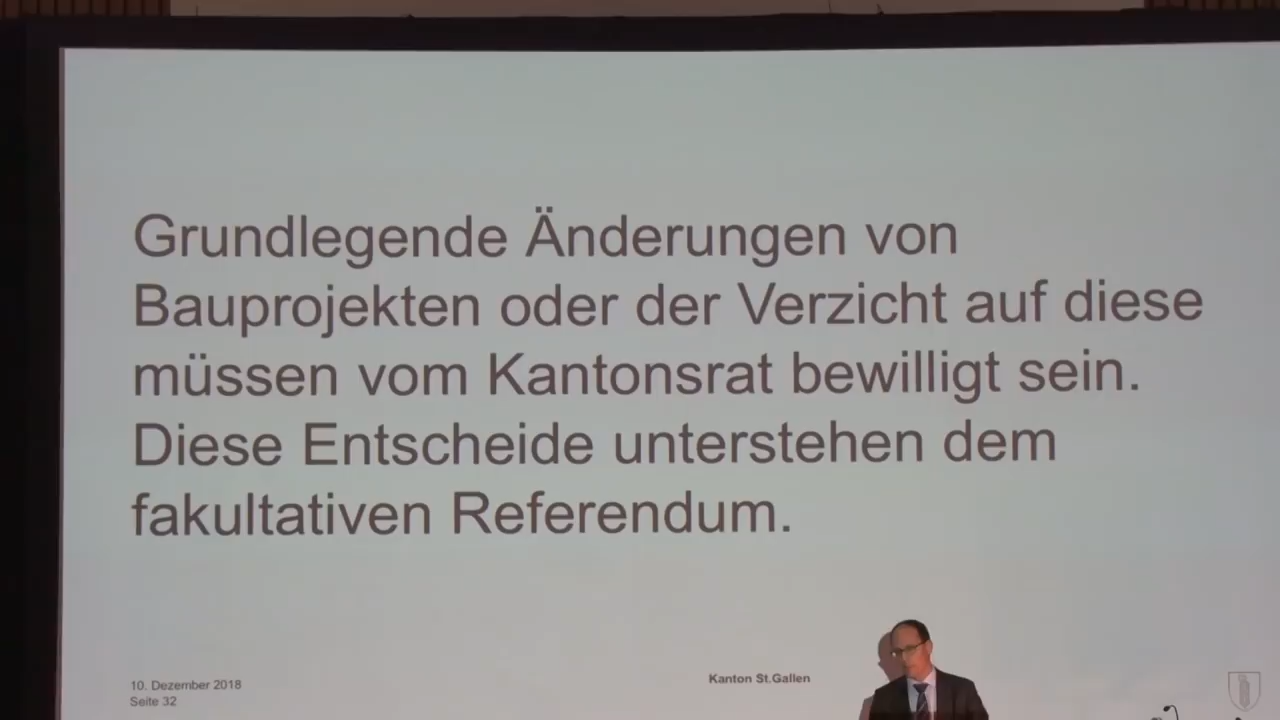 Grundlegende Änderungen von
Bauprojekten oder der Verzicht auf diese
müssen vom Kantonsrat bewilligt sein.
Diese Entscheide unterstehen dem
fakultativen Referendum.
10. Dezember 2018
Seite 32
Kanton St.Gallen